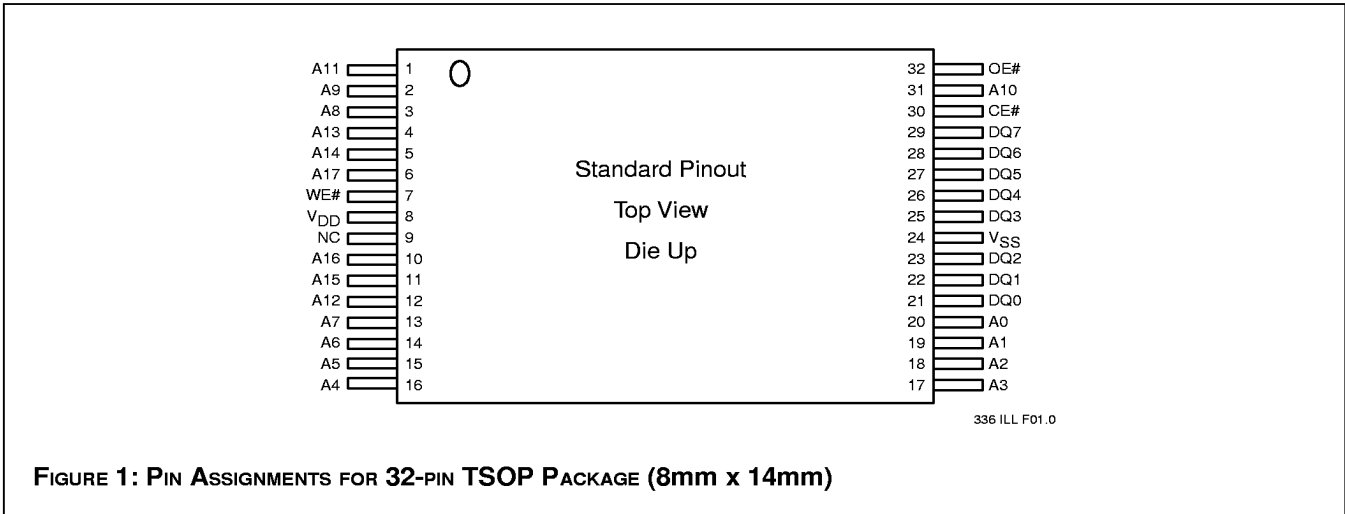 A11 1 32 OE#
A9 2 31 A10
A8 3 30 CE#
A13 4 29 DQ7
A14 5 28 DQ6
A17 6 27 DQ5
WE# 7 26 DQ4
VDD 8 25 DQ3
NC 9 24 VSS
A16 10 23 DQ2
A15 11 22 DQ1
A12 12 21 DQ0
A7 13 20 A0
A6 14 19 A1
A5 15 18 A2
A4 16 17 A3
Standard Pinout
Top View
Die Up
336 ILL F01.0
FIGURE 1: PIN ASSIGNMENTS FOR 32-PIN TSOP PACKAGE (8mm x 14mm)